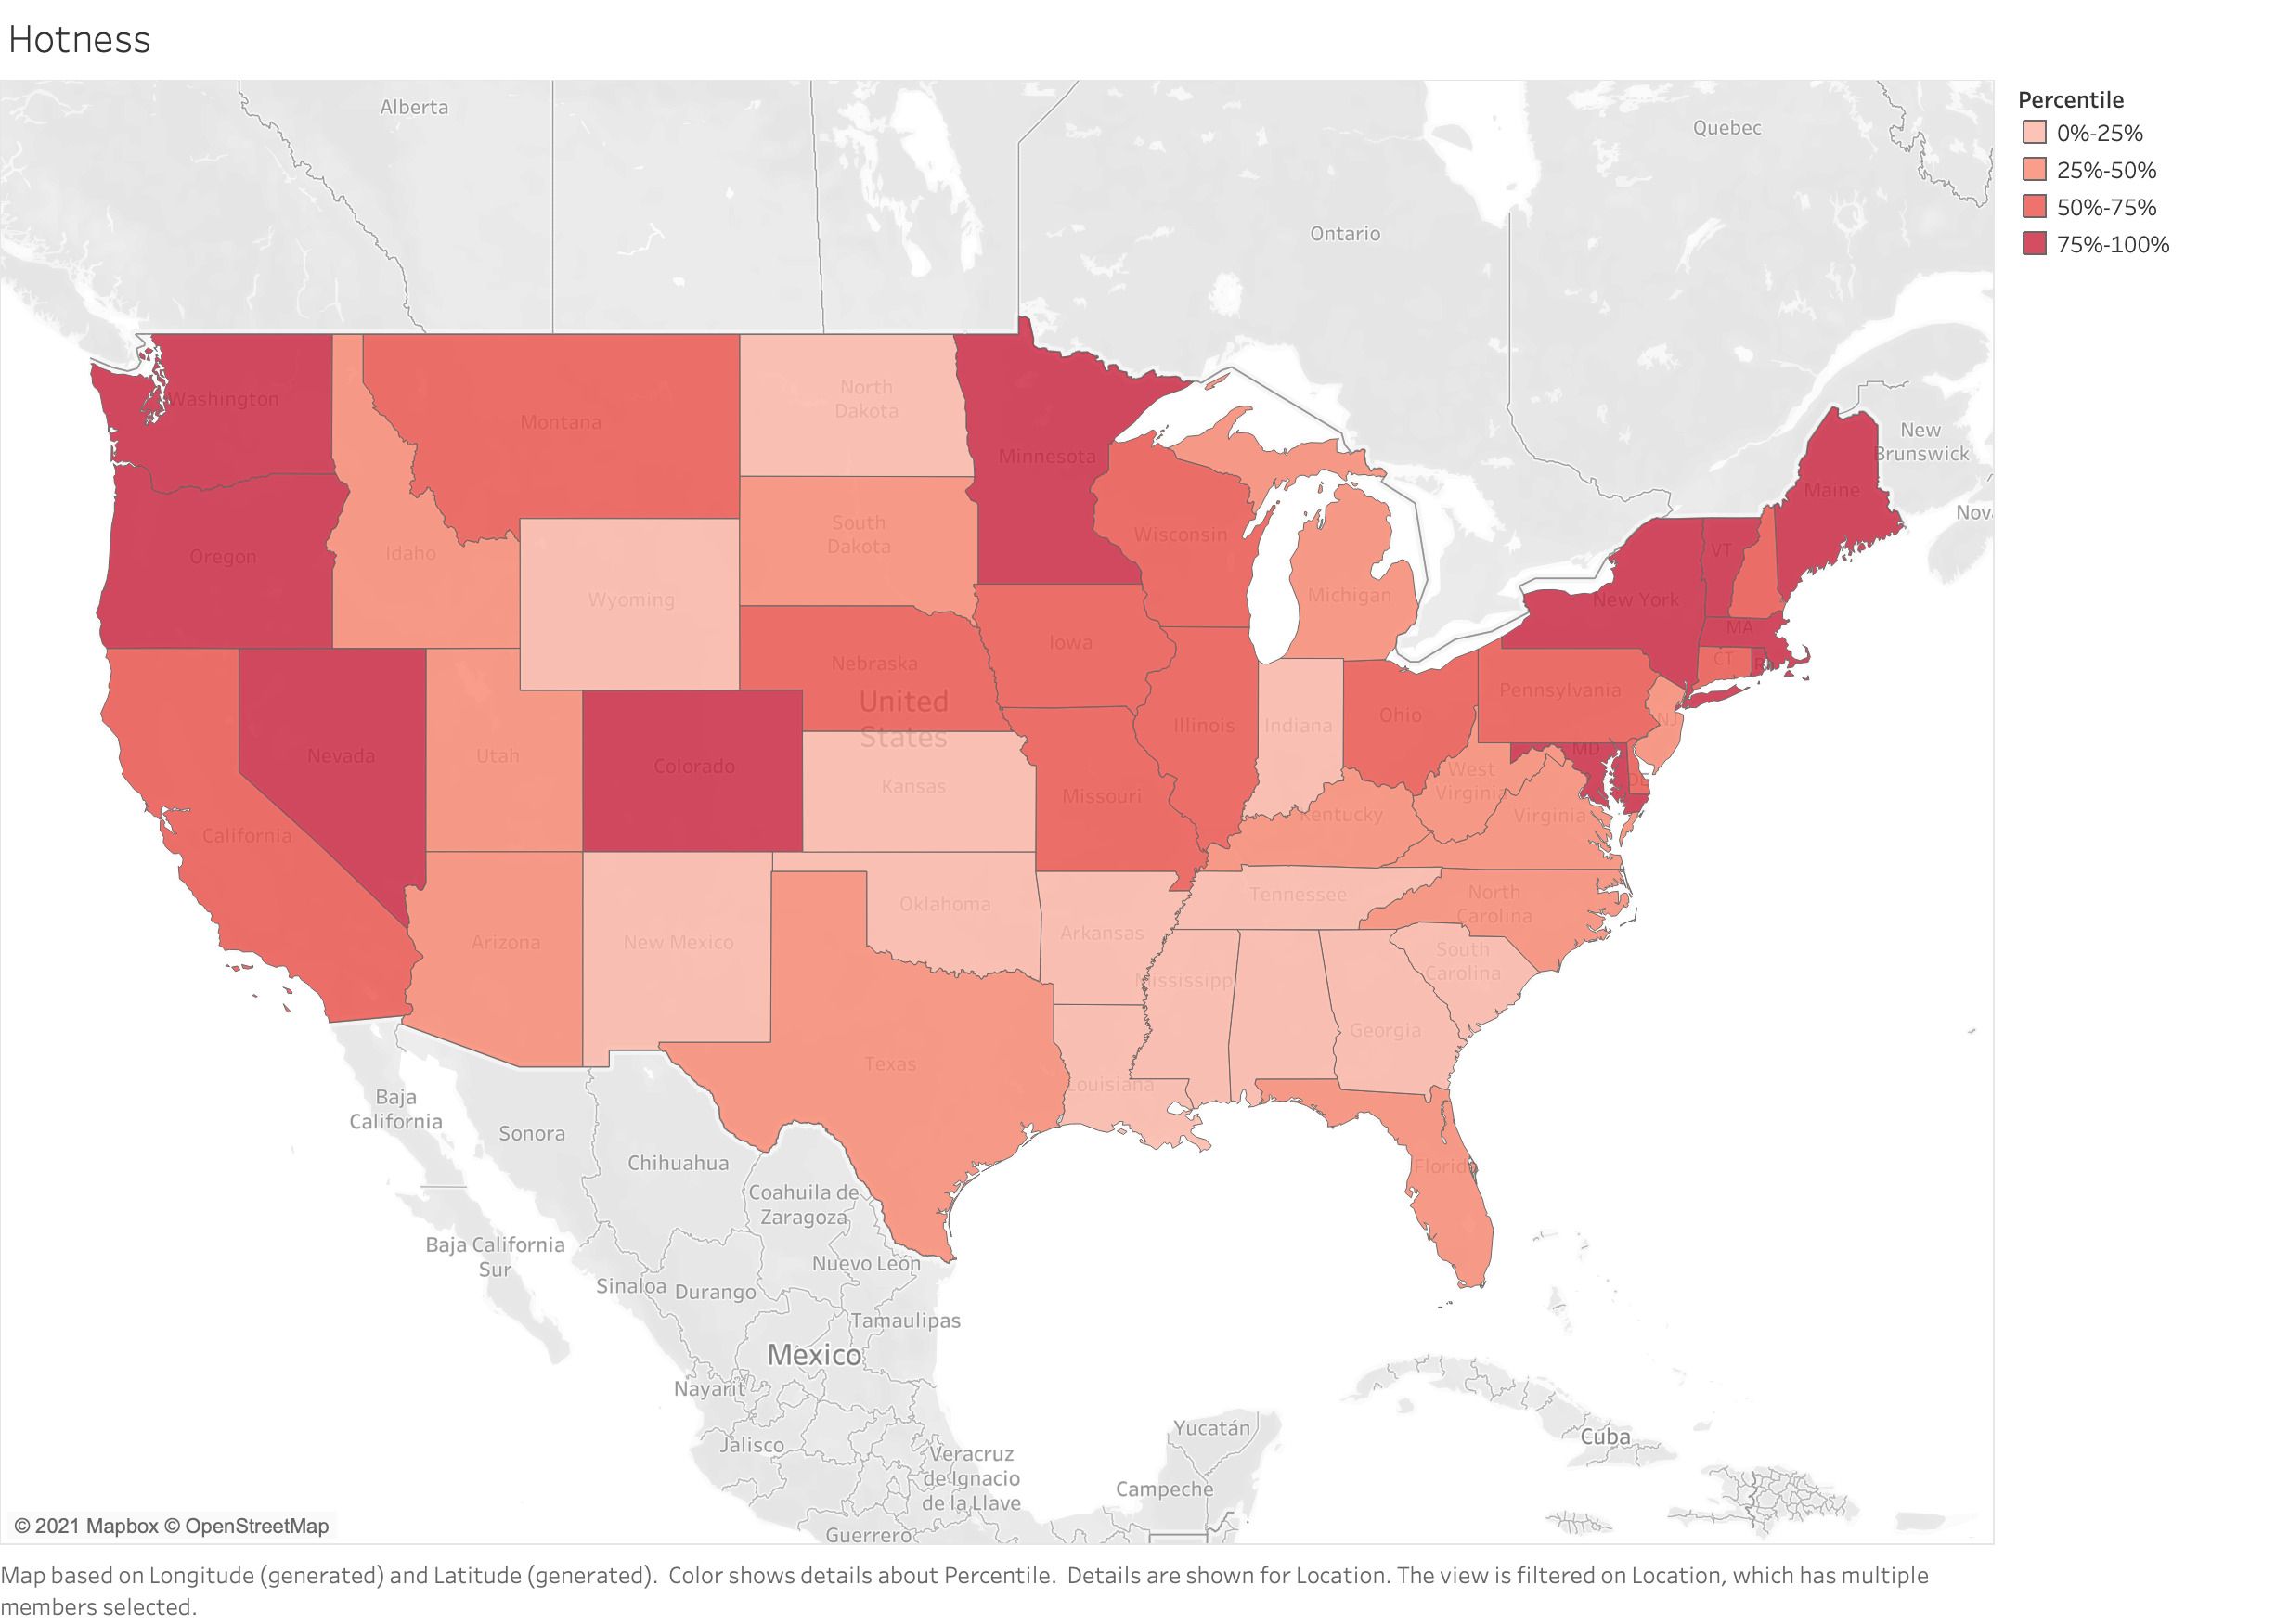 Hotness
Percentile
0%-25%
25%-50%
50%-75%
75%-100%
Alberta
Quebec
Ontario
New
Brunswick
Nov
Washington
Montana
North
Dakota
Minnesota
Maine
Oregon
Idaho
South
Dakota
Wisconsin
VT
Wyoming
Michigan
New York
MA
Iowa
Nebraska
CT
Pennsylvania
United
States
Illinois
Indiana
Ohio
NJ
Nevada
Utah
Colorado
Kansas
Missouri
West
Virginia
MD
DE
California
Kentucky
Virginia
Arizona
New Mexico
Oklahoma
Arkansas
Tennessee
North
Carolina
South
Carolina
Mississipp
Georgia
Texas
Louisiana
Florida
Baja
California
Sonora
Chihuahua
Coahuila de
Zaragoza
Baja California
Sur
Nuevo León
Sinaloa
Durango
Tamaulipas
Mexico
Nayarit
Jalisco
Yucatán
Cuba
Veracruz
de Ignacio
de la Llave
Campeche
Guerrero
© 2021 Mapbox © OpenStreetMap
Map based on Longitude (generated) and Latitude (generated).  Color shows details about Percentile.  Details are shown for Location. The view is filtered on Location, which has multiple
members selected.